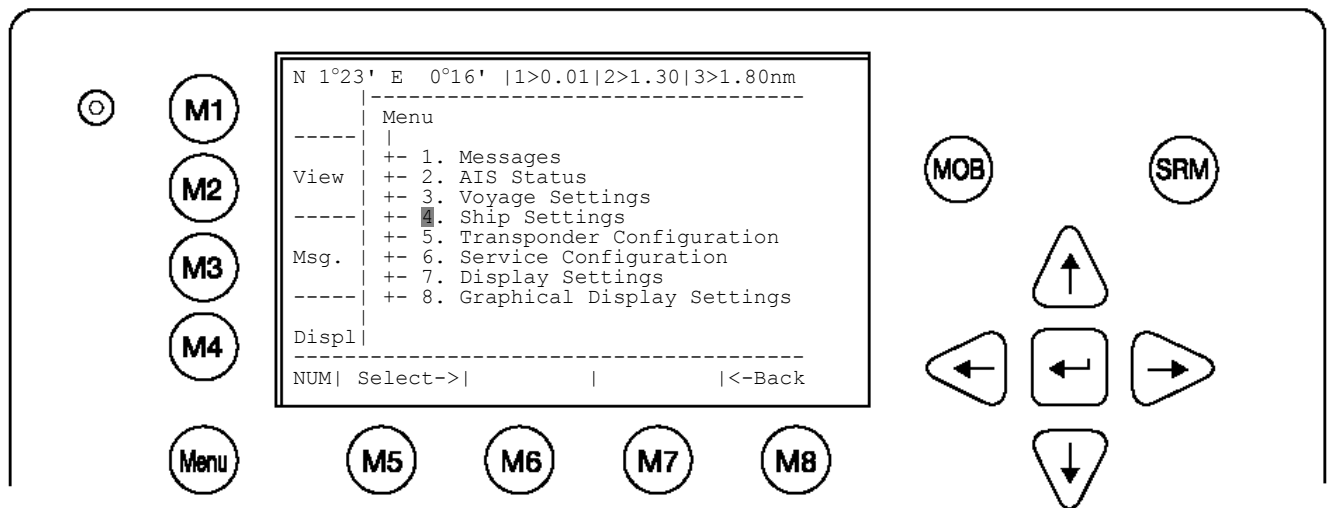 N 1°23' E 0°16' |1>0.01|2>1.30|3>1.80nm
|----------------------------------
M1 | Menu
-----| |
| +- 1. Messages
M2 View | +- 2. AIS Status MOB SRM
| +- 3. Voyage Settings
-----| +- 4. Ship Settings
| +- 5. Transponder Configuration
M3 Msg. | +- 6. Service Configuration
| +- 7. Display Settings
-----| +- 8. Graphical Display Settings
|
M4 Displ|
----------------------------------------
NUM| Select->| | |<-Back
Menu M5 M6 M7 M8